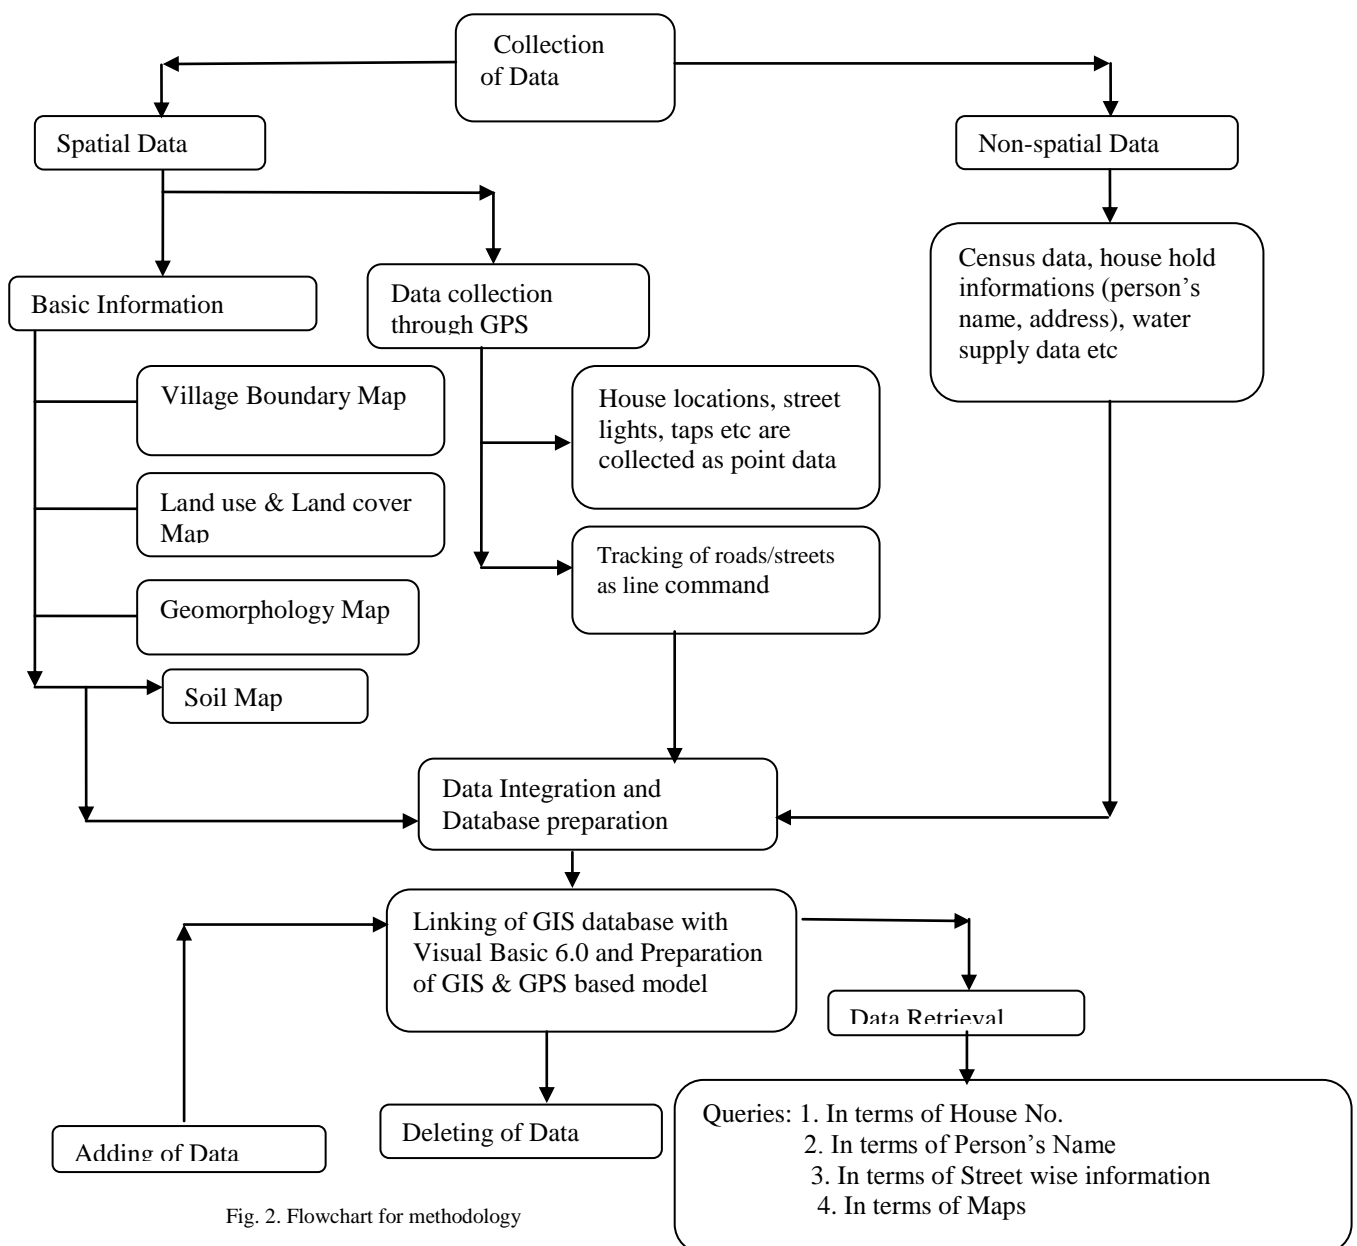 Collection
of Data
Spatial Data
Non-spatial Data
Basic Information
Data collection
through GPS
Census data, house hold
informations (person's
name, address), water
supply data etc
Village Boundary Map
House locations, street
lights, taps etc are
collected as point data
Land use & Land cover
Map
Tracking of roads/streets
as line command
Geomorphology Map
Soil Map
Data Integration and
Database preparation
Linking of GIS database with
Visual Basic 6.0 and Preparation
of GIS & GPS based model
Data Retrieval
Adding of Data
Deleting of Data
Queries: 1. In terms of House No.
2. In terms of Person's Name
3. In terms of Street wise information
4. In terms of Maps
Fig. 2. Flowchart for methodology